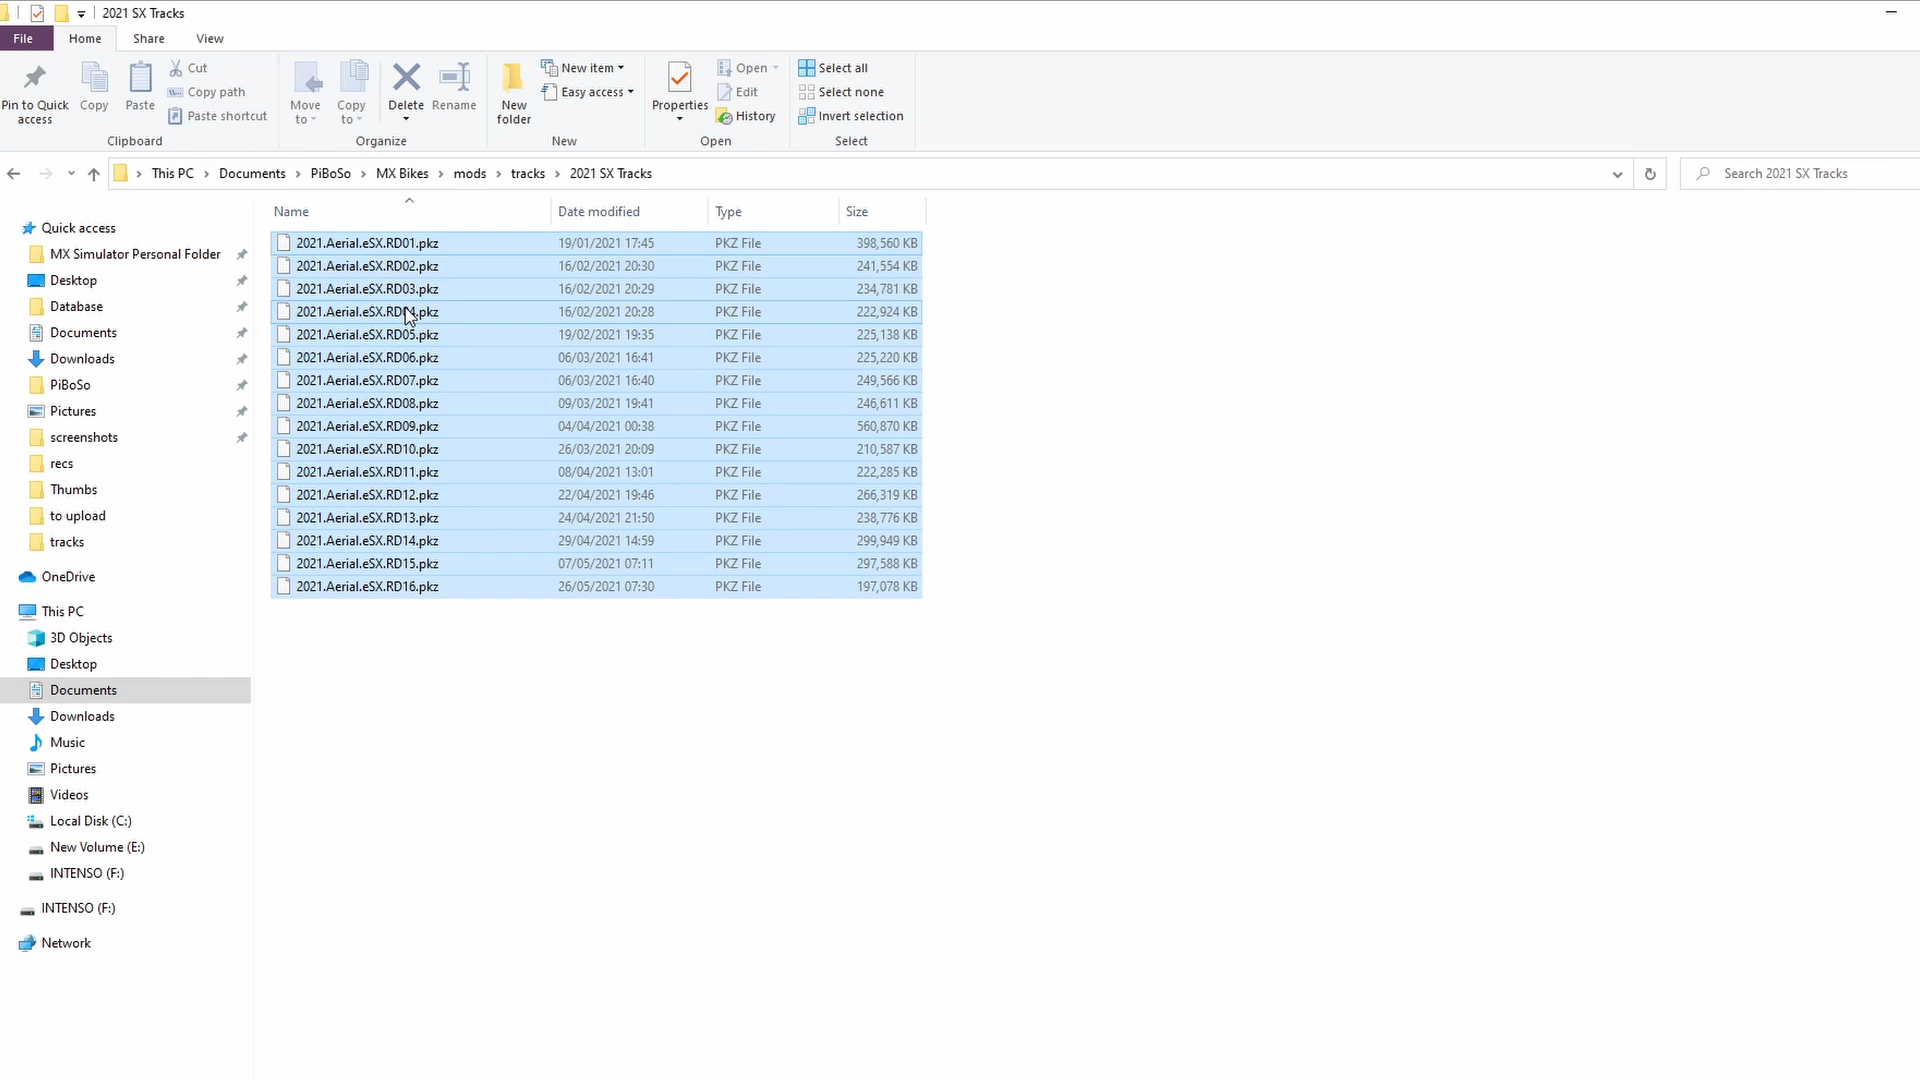 2021 SX Tracks
File Home Share View
Pin to Quick access
Copy
Paste
Cut
Copy path
Paste shortcut
Clipboard
Move to
Copy to
Delete
Rename
Organize
New folder
New item
Easy access
New
Properties
Open
Edit
History
Open
Select all
Select none
Invert selection
Select
This PC > Documents > PiBoSo > MX Bikes > mods > tracks > 2021 SX Tracks
Search 2021 SX Tracks
Quick access
MX Simulator Personal Folder
Desktop
Database
Documents
Downloads
PiBoSo
Pictures
screenshots
recs
Thumbs
to upload
tracks
OneDrive
This PC
3D Objects
Desktop
Documents
Downloads
Music
Pictures
Videos
Local Disk (C:)
New Volume (E:)
INTENSO (F:)
INTENSO (F:)
Network
Name Date modified Type Size
2021.Aerial.eSX.RD01.pkz 19/01/2021 17:45 PKZ File 398,560 KB
2021.Aerial.eSX.RD02.pkz 16/02/2021 20:30 PKZ File 241,554 KB
2021.Aerial.eSX.RD03.pkz 16/02/2021 20:29 PKZ File 234,781 KB
2021.Aerial.eSX.RD04.pkz 16/02/2021 20:28 PKZ File 222,924 KB
2021.Aerial.eSX.RD05.pkz 19/02/2021 19:35 PKZ File 225,138 KB
2021.Aerial.eSX.RD06.pkz 06/03/2021 16:41 PKZ File 225,220 KB
2021.Aerial.eSX.RD07.pkz 06/03/2021 16:40 PKZ File 249,566 KB
2021.Aerial.eSX.RD08.pkz 09/03/2021 19:41 PKZ File 246,611 KB
2021.Aerial.eSX.RD09.pkz 04/04/2021 00:38 PKZ File 560,870 KB
2021.Aerial.eSX.RD10.pkz 26/03/2021 20:09 PKZ File 210,587 KB
2021.Aerial.eSX.RD11.pkz 08/04/2021 13:01 PKZ File 222,285 KB
2021.Aerial.eSX.RD12.pkz 22/04/2021 19:46 PKZ File 266,319 KB
2021.Aerial.eSX.RD13.pkz 24/04/2021 21:50 PKZ File 238,776 KB
2021.Aerial.eSX.RD14.pkz 29/04/2021 14:59 PKZ File 299,949 KB
2021.Aerial.eSX.RD15.pkz 07/05/2021 07:11 PKZ File 297,588 KB
2021.Aerial.eSX.RD16.pkz 26/05/2021 07:30 PKZ File 197,078 KB